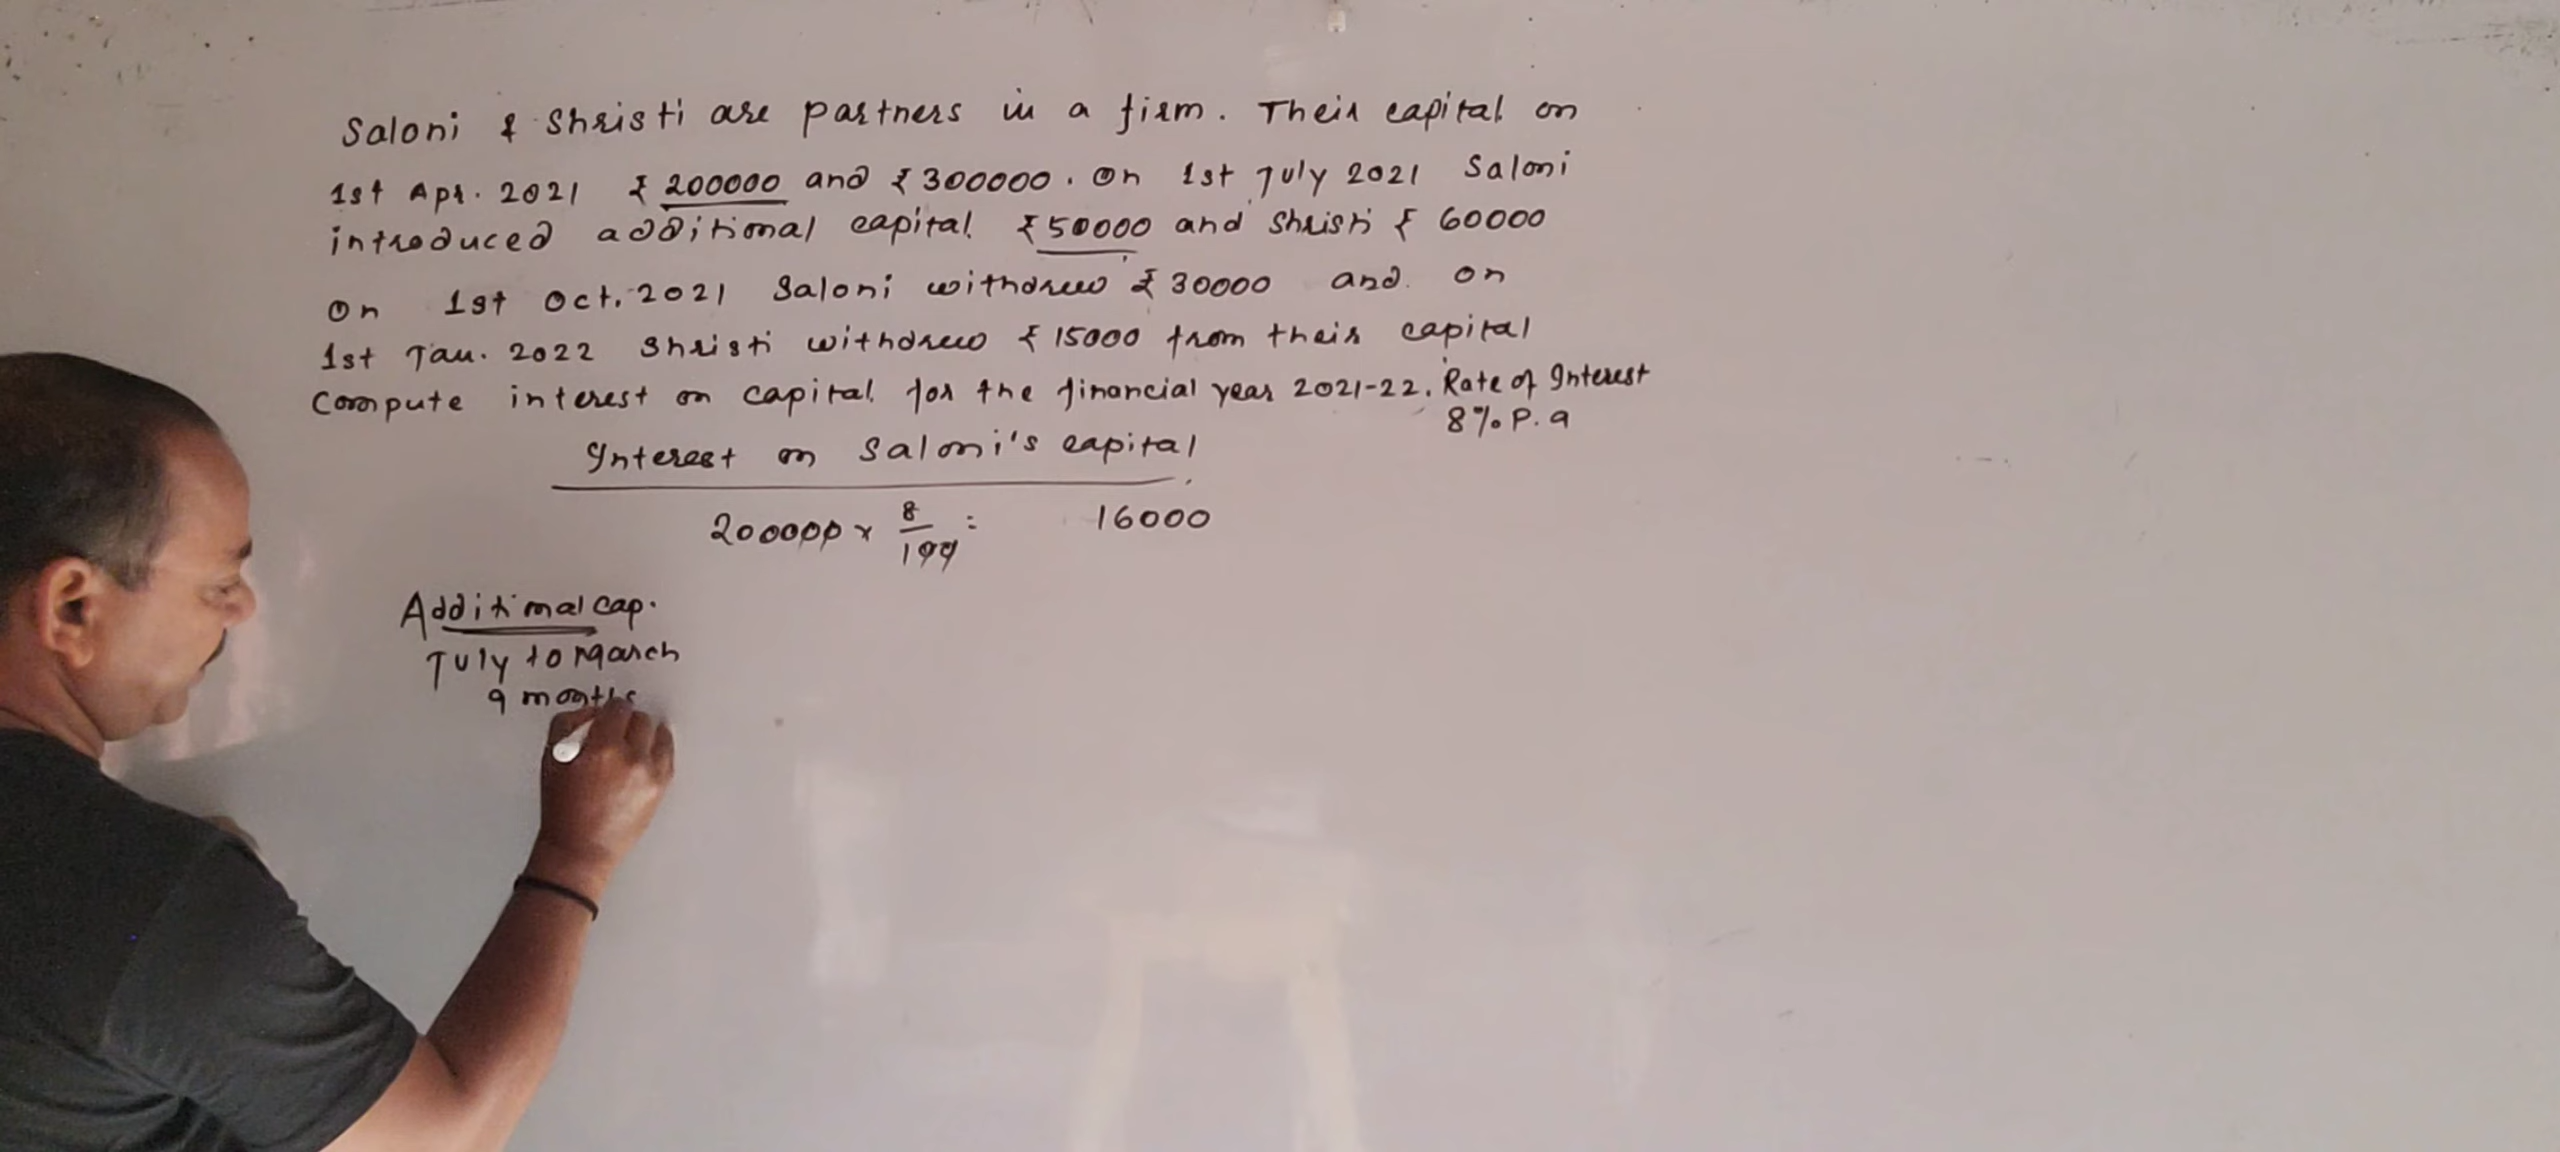 Saloni & Shristi are partners in a firm. Their capital on
1st Apr. 2021 ₹ 200000 and ₹ 300000. On 1st July 2021 Saloni
introduced additional capital ₹ 50000 and Shristi ₹ 60000
On 1st Oct. 2021 Saloni withdrew ₹ 30000 and on
1st Jan. 2022 Shristi withdrew ₹ 15000 from their capital
Compute interest on capital for the financial year 2021-22. Rate of Interest
8% P.a
Interest on Saloni's capital
200000 x 8/100 = 16000
Additional cap.
July to March
9 months